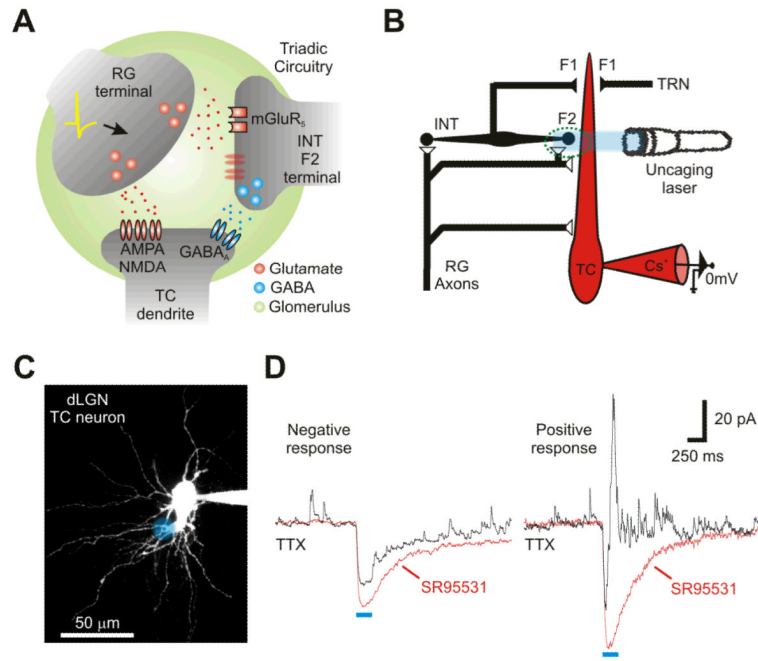 A
RG
terminal
Triadic
Circuitry
mGluR₅
INT
F2
terminal
AMPA
NMDA
GABAₐ
TC
dendrite
Glutamate
GABA
Glomerulus
B
F1
F1
TRN
INT
F2
Uncaging
laser
RG
Axons
TC
Cs⁺
0mV
C
dLGN
TC neuron
50 µm
D
Negative
response
Positive
response
20 pA
250 ms
TTX
SR95531
TTX
SR95531